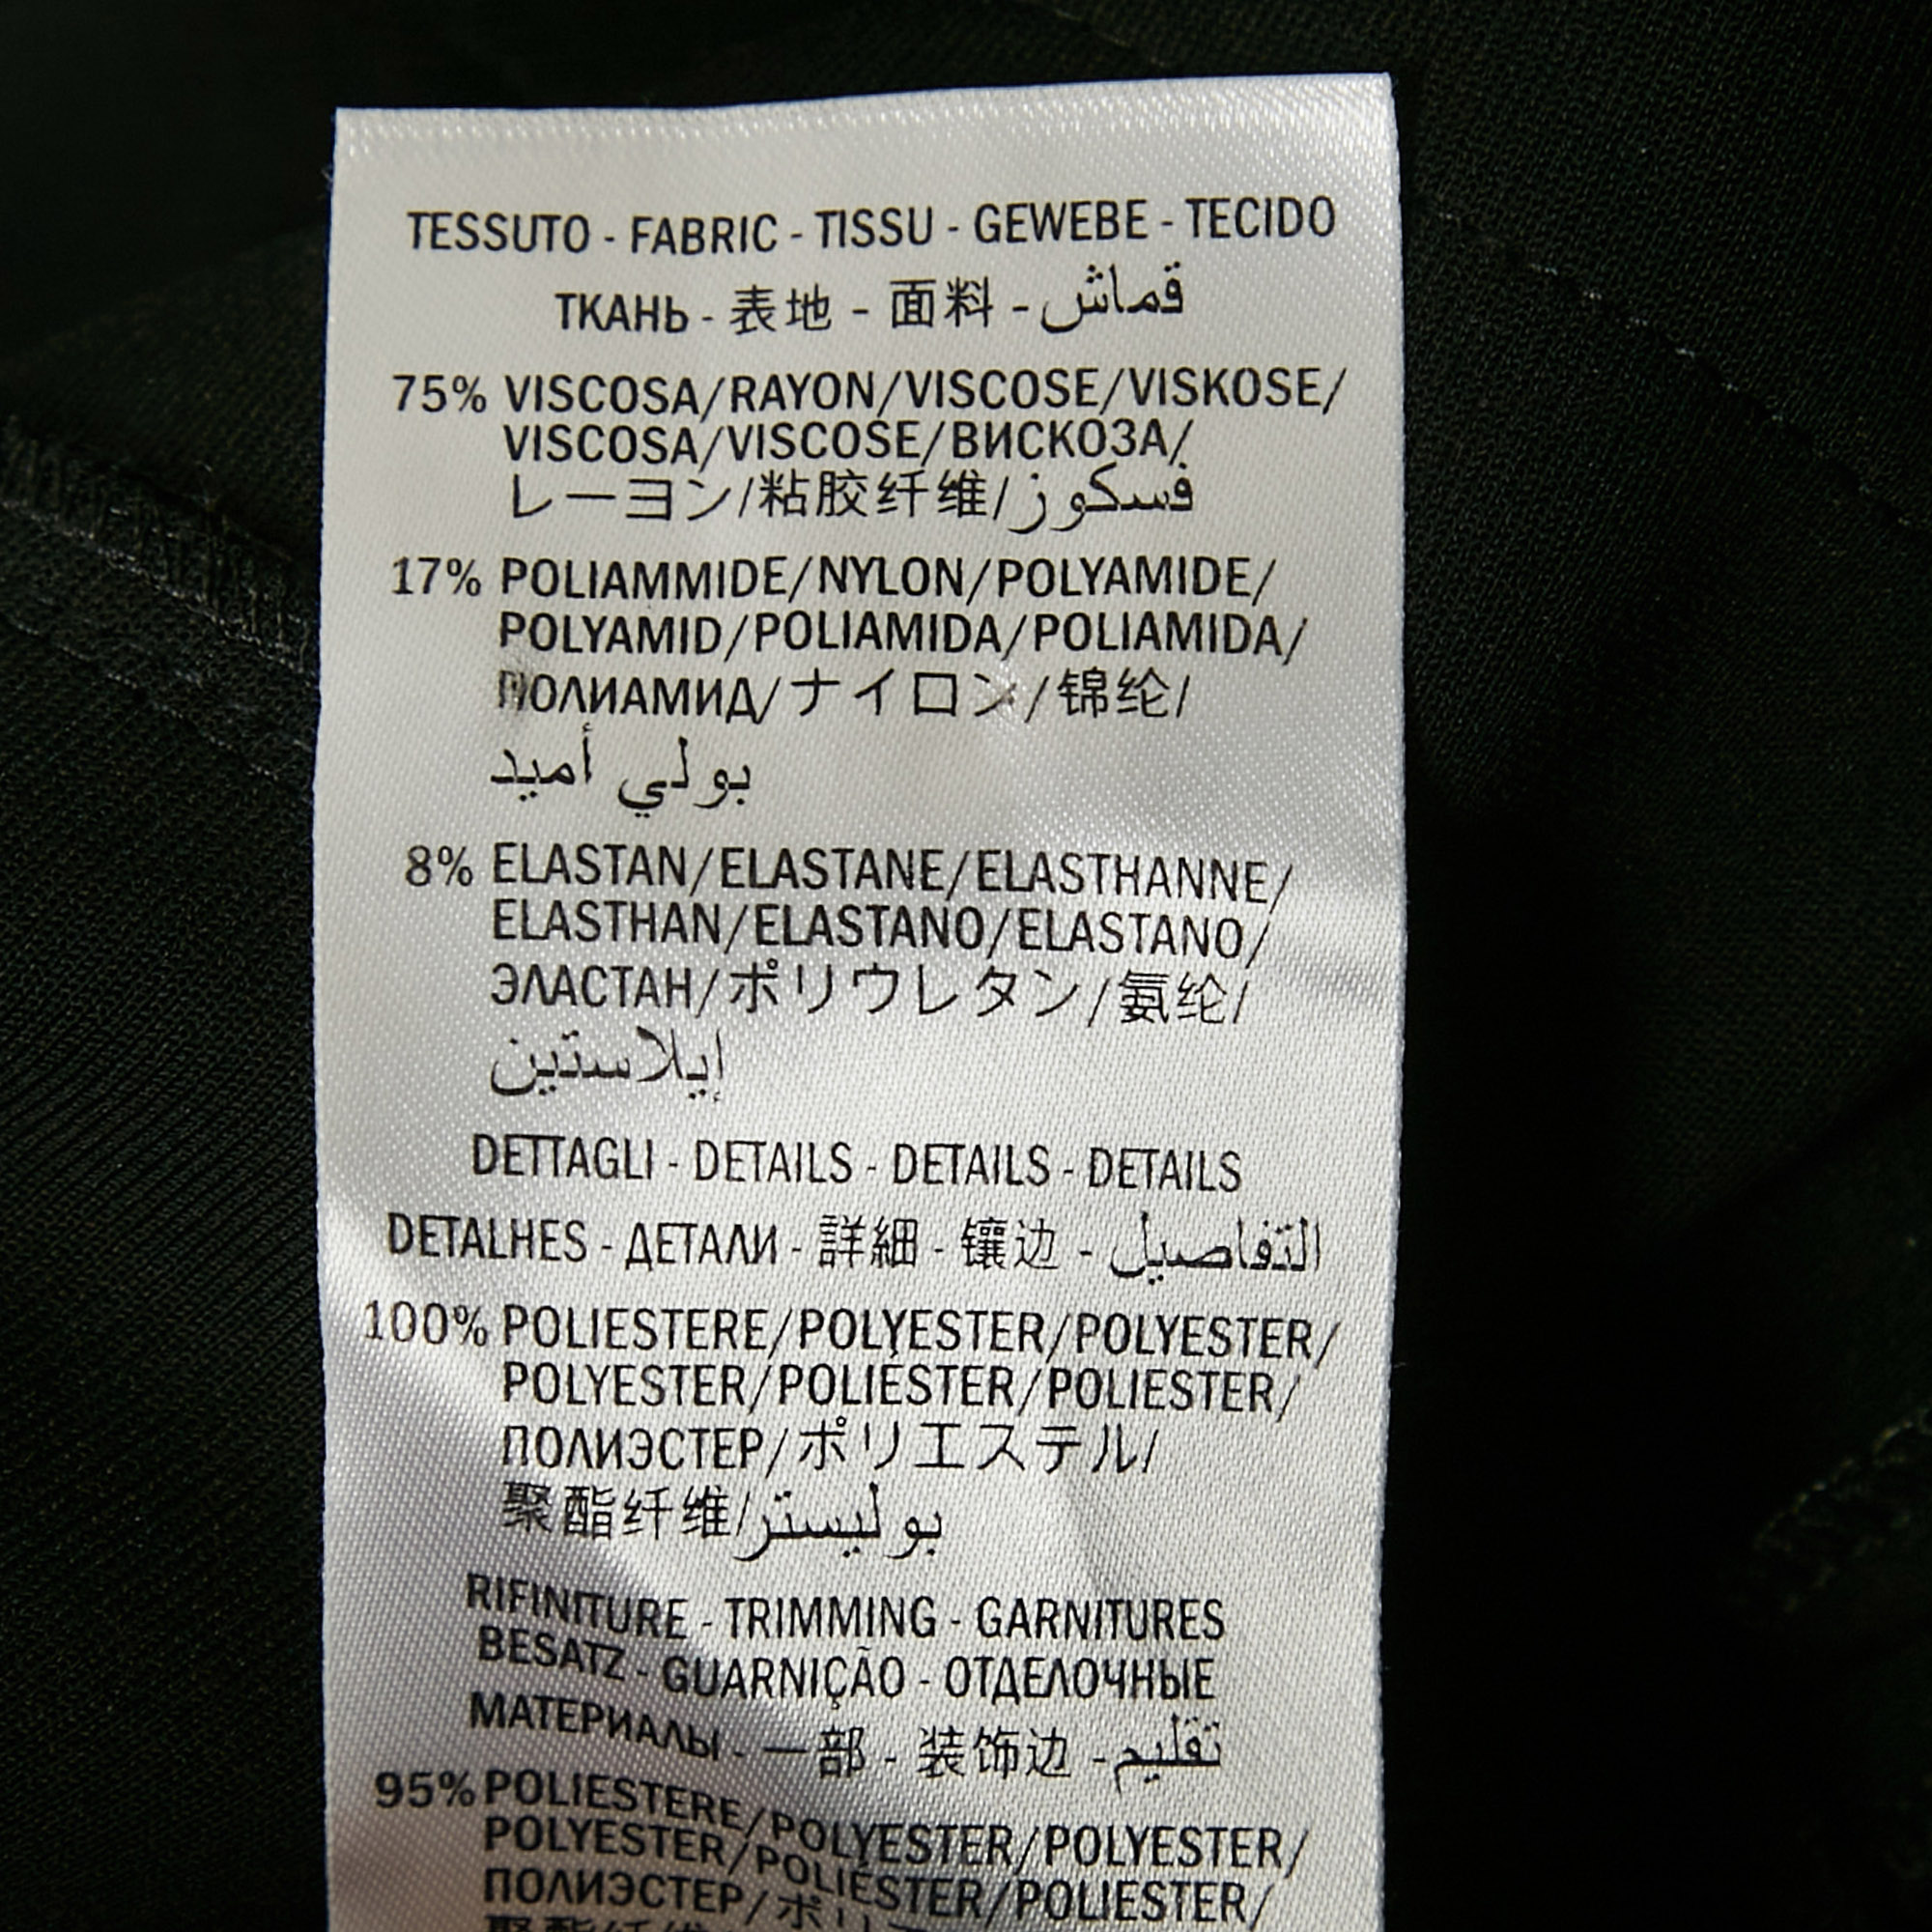 TESSUTO - FABRIC - TISSU - GEWEBE - TECIDO
ТКАНЬ - 表地 - 面料 - قماش
75% VISCOSA/RAYON/VISCOSE/VISKOSE/
VISCOSA/VISCOSE/ВИСКОЗА/
レーヨン/粘胶纤维/فسكوز
17% POLIAMMIDE/NYLON/POLYAMIDE/
POLYAMID/POLIAMIDA/POLIAMIDA/
ПОЛИАМИД/ナイロン/锦纶/
بولي أميد
8% ELASTAN/ELASTANE/ELASTHANNE/
ELASTHAN/ELASTANO/ELASTANO/
ЭЛАСТАН/ポリウレタン/氨纶/
إيلاستين
DETTAGLI - DETAILS - DETAILS - DETAILS
DETALHES - ДЕТАЛИ - 詳細 - 镶边 - التفاصيل
100% POLIESTERE/POLYESTER/POLYESTER/
POLYESTER/POLIÉSTER/POLIESTER/
ПОЛИЭСТЕР/ポリエステル/
聚酯纤维/بوليستر
RIFINITURE - TRIMMING - GARNITURES
BESATZ - GUARNIÇÃO - ОТДЕЛОЧНЫЕ
МАТЕРИАЛЫ - 一部 - 装饰边 - تقليم
95% POLIESTERE/POLYESTER/POLYESTER/
POLYESTER/POLIÉSTER/POLIESTER/
ПОЛИЭСТЕР/ポリエ